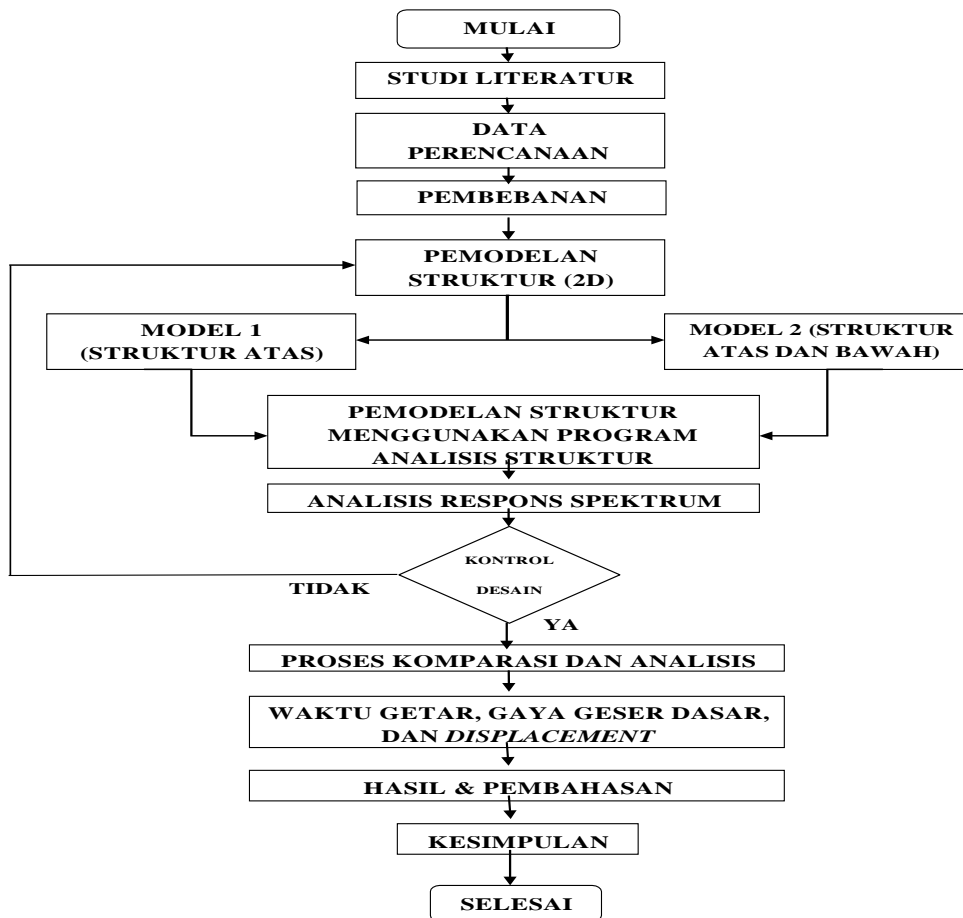 MULAI
STUDI LITERATUR
DATA
PERENCANAAN
PEMBEBANAN
PEMODELAN
STRUKTUR (2D)
MODEL 1
(STRUKTUR ATAS)
MODEL 2 (STRUKTUR
ATAS DAN BAWAH)
PEMODELAN STRUKTUR
MENGGUNAKAN PROGRAM
ANALISIS STRUKTUR
ANALISIS RESPONS SPEKTRUM
KONTROL
DESAIN
TIDAK
YA
PROSES KOMPARASI DAN ANALISIS
WAKTU GETAR, GAYA GESER DASAR,
DAN DISPLACEMENT
HASIL & PEMBAHASAN
KESIMPULAN
SELESAI